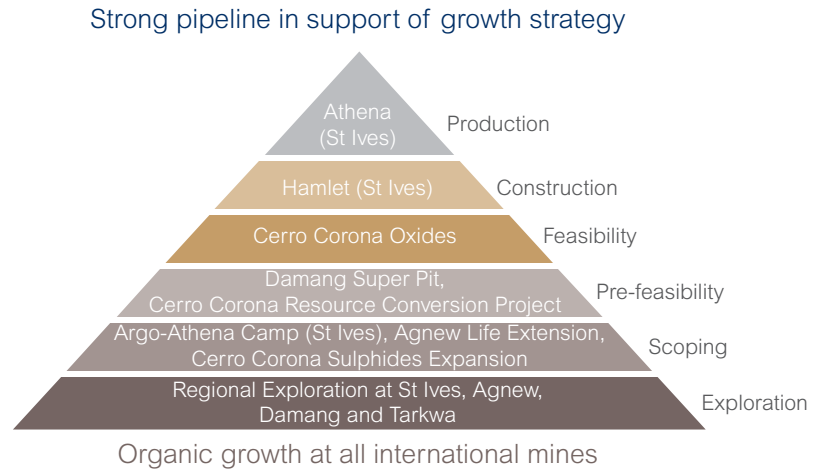 Strong pipeline in support of growth strategy
Athena
(St Ives)
Production
Hamlet (St Ives)
Construction
Cerro Corona Oxides
Feasibility
Damang Super Pit,
Cerro Corona Resource Conversion Project
Pre-feasibility
Argo-Athena Camp (St Ives), Agnew Life Extension,
Cerro Corona Sulphides Expansion
Scoping
Regional Exploration at St Ives, Agnew,
Damang and Tarkwa
Exploration
Organic growth at all international mines